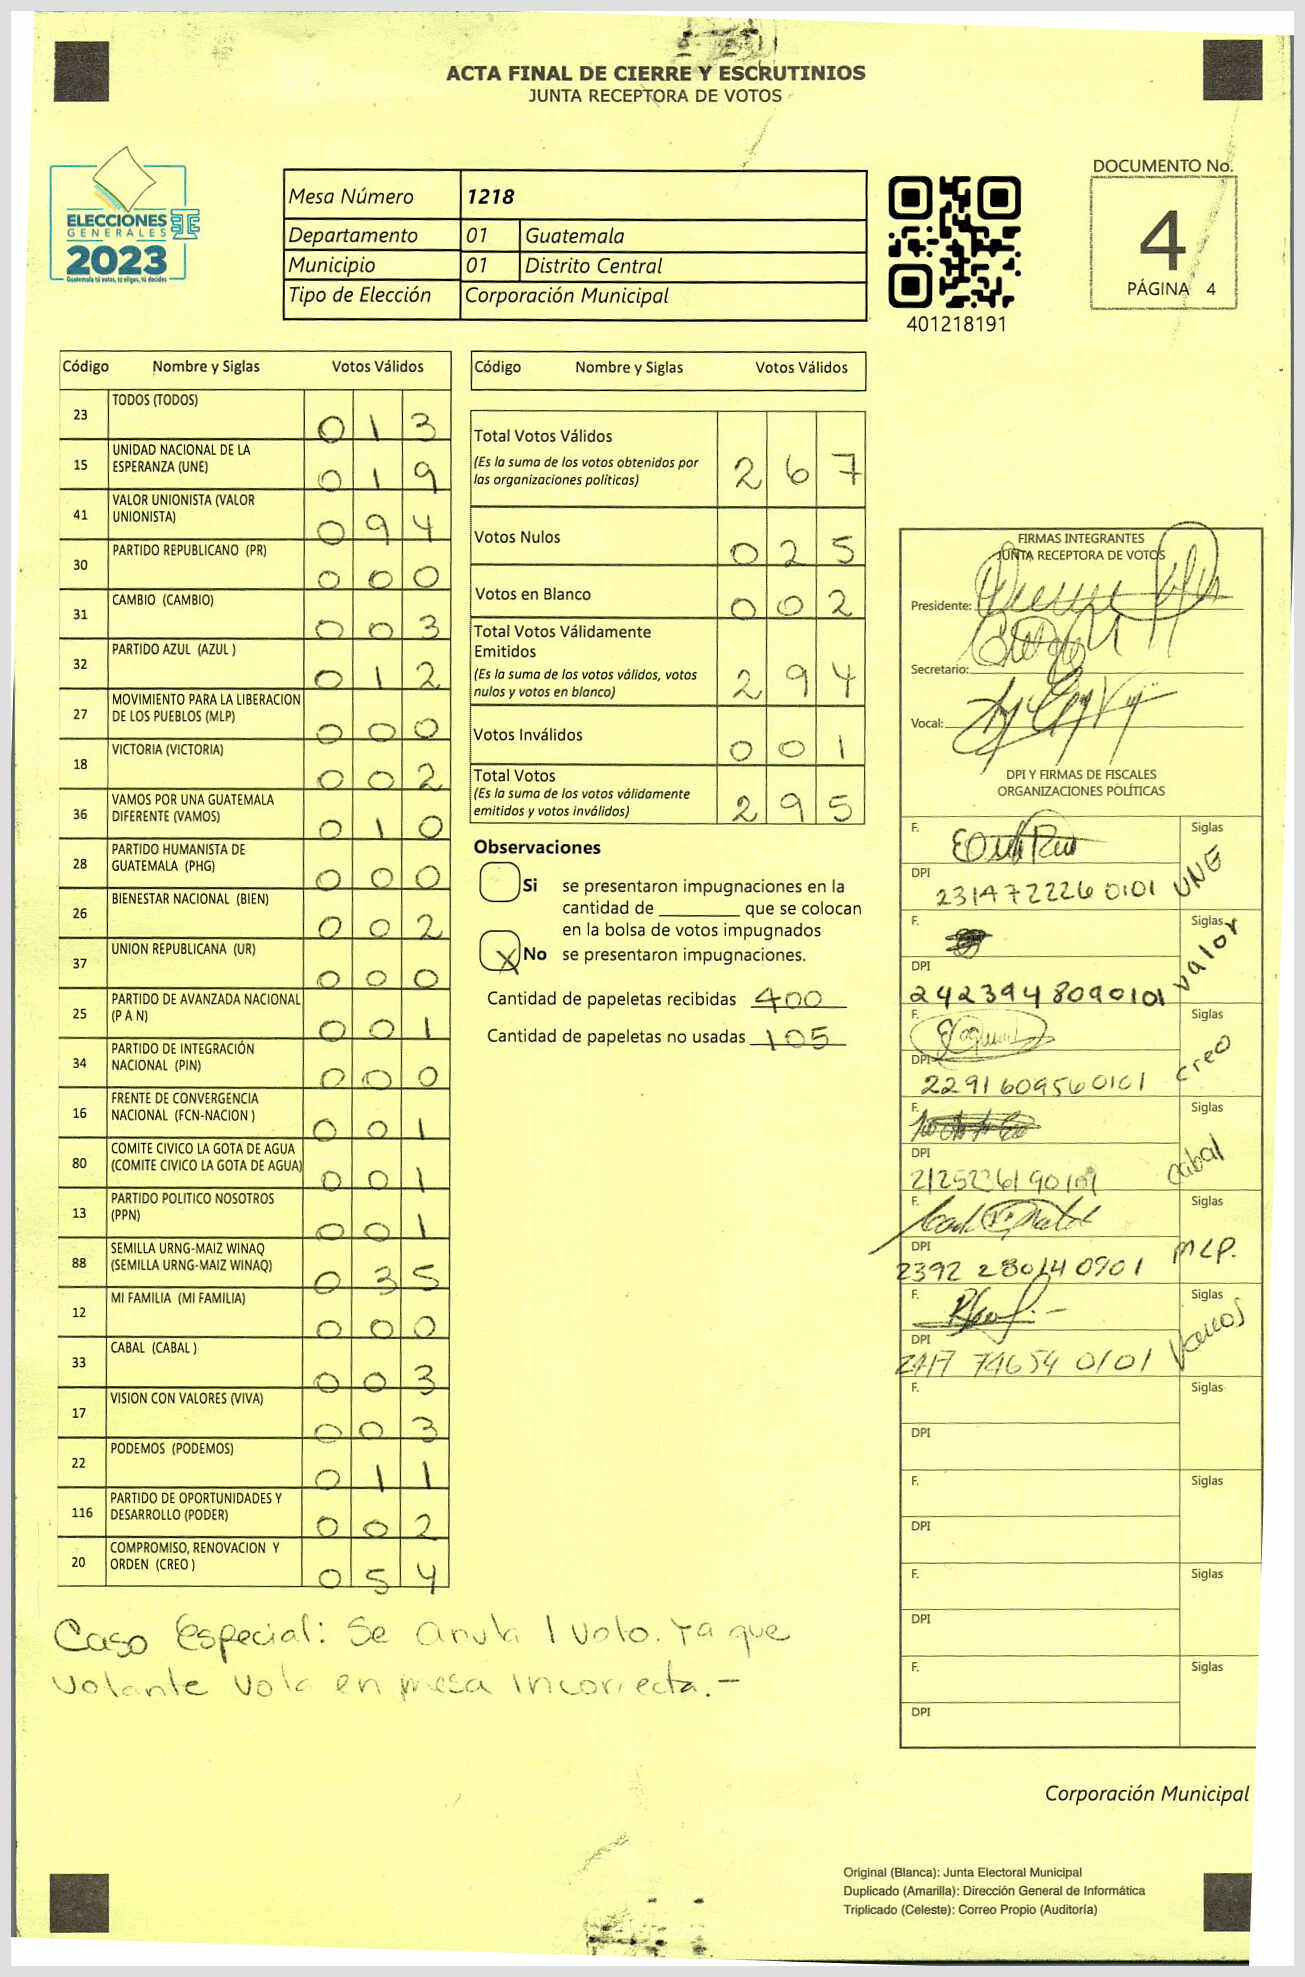 ACTA FINAL DE CIERRE Y ESCRUTINIOS
JUNTA RECEPTORA DE VOTOS
ELECCIONES
GENERALES
2023
Guatemala tú votas, tú eliges, tú decides
Mesa Número 1218
Departamento 01 Guatemala
Municipio 01 Distrito Central
Tipo de Elección Corporación Municipal
401218191
DOCUMENTO No.
4
PÁGINA 4
Código Nombre y Siglas Votos Válidos
23 TODOS (TODOS) 0 1 3
15 UNIDAD NACIONAL DE LA
ESPERANZA (UNE) 0 1 9
41 VALOR UNIONISTA (VALOR
UNIONISTA) 0 9 4
30 PARTIDO REPUBLICANO (PR) 0 0 0
31 CAMBIO (CAMBIO) 0 0 3
32 PARTIDO AZUL (AZUL ) 0 1 2
27 MOVIMIENTO PARA LA LIBERACION
DE LOS PUEBLOS (MLP) 0 0 0
18 VICTORIA (VICTORIA) 0 0 2
36 VAMOS POR UNA GUATEMALA
DIFERENTE (VAMOS) 0 1 0
28 PARTIDO HUMANISTA DE
GUATEMALA (PHG) 0 0 0
26 BIENESTAR NACIONAL (BIEN) 0 0 2
37 UNION REPUBLICANA (UR) 0 0 0
25 PARTIDO DE AVANZADA NACIONAL
(P A N) 0 0 1
34 PARTIDO DE INTEGRACIÓN
NACIONAL (PIN) 0 0 0
16 FRENTE DE CONVERGENCIA
NACIONAL (FCN-NACION ) 0 0 1
80 COMITE CIVICO LA GOTA DE AGUA
(COMITE CIVICO LA GOTA DE AGUA) 0 0 1
13 PARTIDO POLITICO NOSOTROS
(PPN) 0 0 1
88 SEMILLA URNG-MAIZ WINAQ
(SEMILLA URNG-MAIZ WINAQ) 0 3 5
12 MI FAMILIA (MI FAMILIA) 0 0 0
33 CABAL (CABAL ) 0 0 3
17 VISION CON VALORES (VIVA) 0 0 3
22 PODEMOS (PODEMOS) 0 1 1
116 PARTIDO DE OPORTUNIDADES Y
DESARROLLO (PODER) 0 0 2
20 COMPROMISO, RENOVACION Y
ORDEN (CREO ) 0 5 4
Caso Especial: Se anula 1 voto. Ya que
votante voto en mesa incorrecta.-
Código Nombre y Siglas Votos Válidos
Total Votos Válidos
(Es la suma de los votos obtenidos por
las organizaciones políticas) 2 6 7
Votos Nulos 0 2 5
Votos en Blanco 0 0 2
Total Votos Válidamente
Emitidos
(Es la suma de los votos válidos, votos
nulos y votos en blanco) 2 9 4
Votos Inválidos 0 0 1
Total Votos
(Es la suma de los votos válidamente
emitidos y votos inválidos) 2 9 5
Observaciones
Si se presentaron impugnaciones en la
cantidad de ________ que se colocan
en la bolsa de votos impugnados
X No se presentaron impugnaciones.
Cantidad de papeletas recibidas 400
Cantidad de papeletas no usadas 105
FIRMAS INTEGRANTES
JUNTA RECEPTORA DE VOTOS
Presidente:
Secretario:
Vocal:
DPI Y FIRMAS DE FISCALES
ORGANIZACIONES POLÍTICAS
F. Siglas
DPI 231472226 0101 UNE
F. Siglas
DPI 2423948090101 Valor
F. Siglas
DPI 2291609560101 creo
F. Siglas
DPI cabal
F. Siglas
DPI 2392 28014 0901 MLP.
F. Siglas
DPI 2417 74654 0101 Vamos
F. Siglas
DPI
F. Siglas
DPI
F. Siglas
DPI
F. Siglas
DPI
Corporación Municipal
Original (Blanca): Junta Electoral Municipal
Duplicado (Amarilla): Dirección General de Informática
Triplicado (Celeste): Correo Propio (Auditoría)